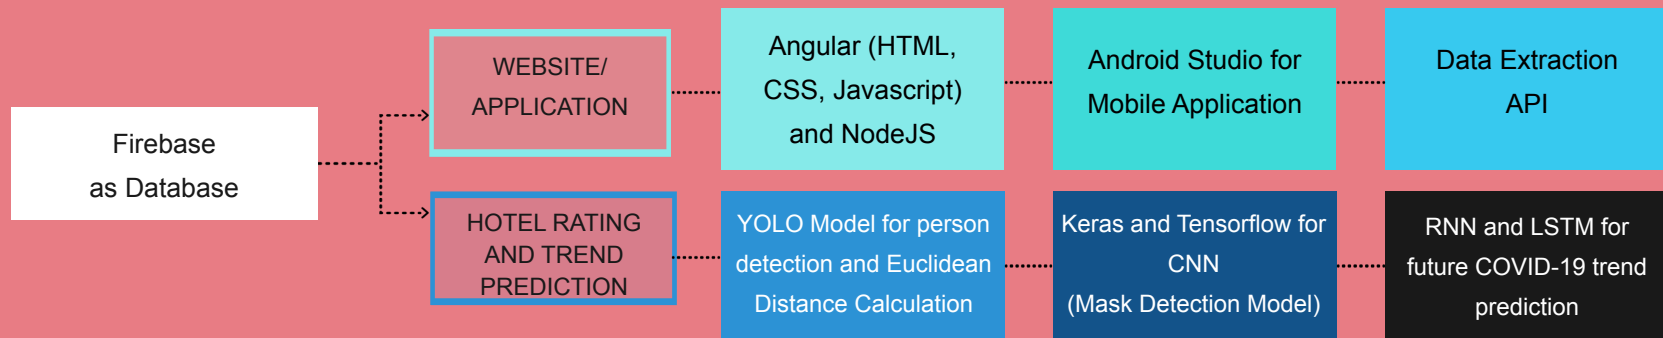 Firebase
as Database
WEBSITE/
APPLICATION
Angular (HTML,
CSS, Javascript)
and NodeJS
Android Studio for
Mobile Application
Data Extraction
API
HOTEL RATING
AND TREND
PREDICTION
YOLO Model for person
detection and Euclidean
Distance Calculation
Keras and Tensorflow for
CNN
(Mask Detection Model)
RNN and LSTM for
future COVID-19 trend
prediction